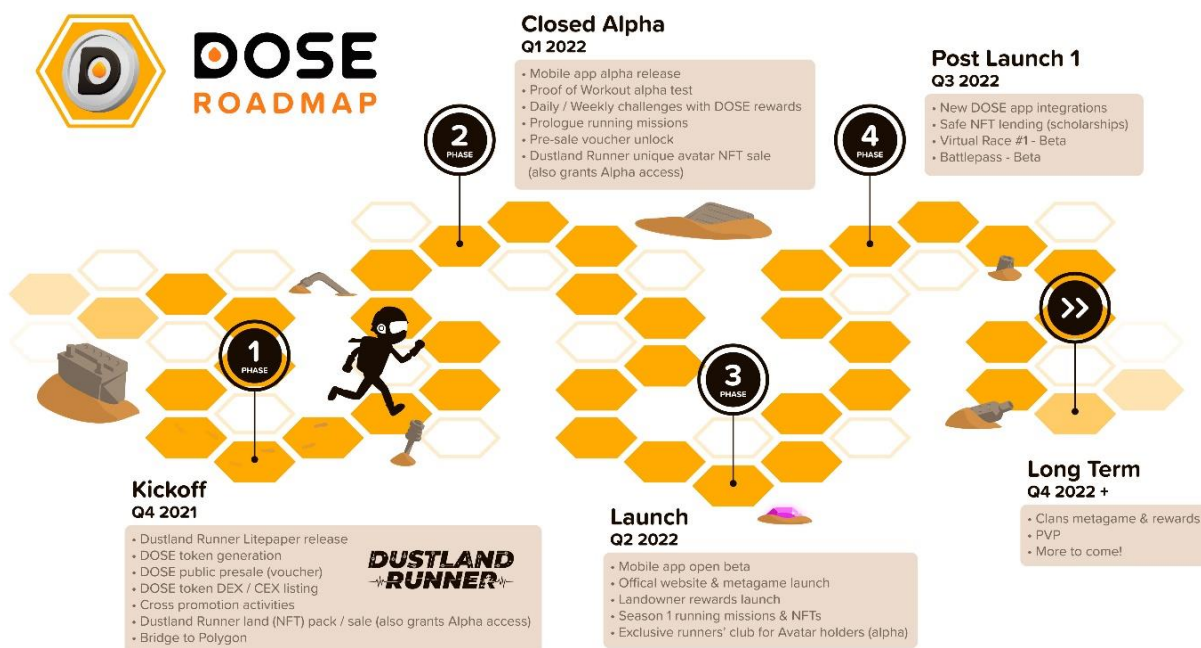 D
DOSE
ROADMAP
1
PHASE
Kickoff
Q4 2021
• Dustland Runner Litepaper release
• DOSE token generation
• DOSE public presale (voucher)
• DOSE token DEX / CEX listing
• Cross promotion activities
• Dustland Runner land (NFT) pack / sale (also grants Alpha access)
• Bridge to Polygon
DUSTLAND
RUNNER
2
PHASE
Closed Alpha
Q1 2022
• Mobile app alpha release
• Proof of Workout alpha test
• Daily / Weekly challenges with DOSE rewards
• Prologue running missions
• Pre-sale voucher unlock
• Dustland Runner unique avatar NFT sale
(also grants Alpha access)
3
PHASE
Launch
Q2 2022
• Mobile app open beta
• Offical website & metagame launch
• Landowner rewards launch
• Season 1 running missions & NFTs
• Exclusive runners' club for Avatar holders (alpha)
4
PHASE
Post Launch 1
Q3 2022
• New DOSE app integrations
• Safe NFT lending (scholarships)
• Virtual Race #1 - Beta
• Battlepass - Beta
Long Term
Q4 2022 +
• Clans metagame & rewards
• PVP
• More to come!